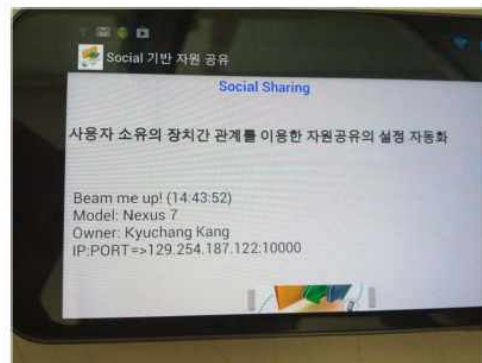 Social 기반 자원 공유
Social Sharing
사용자 소유의 장치간 관계를 이용한 자원공유의 설정 자동화
Beam me up! (14:43:52)
Model: Nexus 7
Owner: Kyuchang Kang
IP:PORT=>129.254.187.122:10000